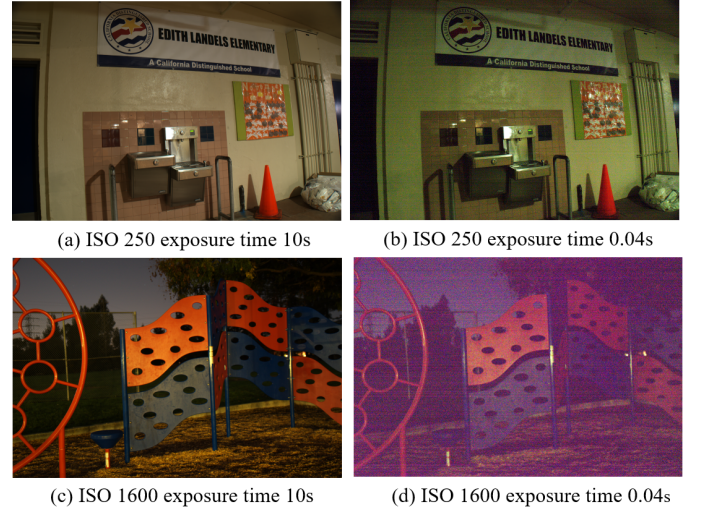 EDITH LANDELS ELEMENTARY
A California Distinguished School
EDITH LANDELS ELEMENTARY
A California Distinguished School
(a) ISO 250 exposure time 10s
(b) ISO 250 exposure time 0.04s
(c) ISO 1600 exposure time 10s
(d) ISO 1600 exposure time 0.04s